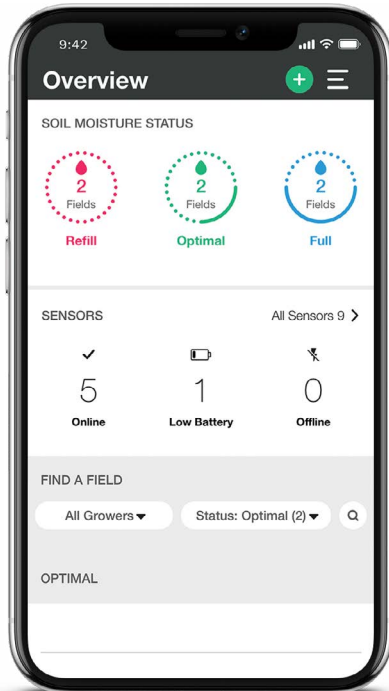 9:42
Overview
SOIL MOISTURE STATUS
2 2 2
Fields Fields Fields
Refill Optimal Full
SENSORS All Sensors 9
5 1 0
Online Low Battery Offline
FIND A FIELD
All Growers Status: Optimal (2)
OPTIMAL